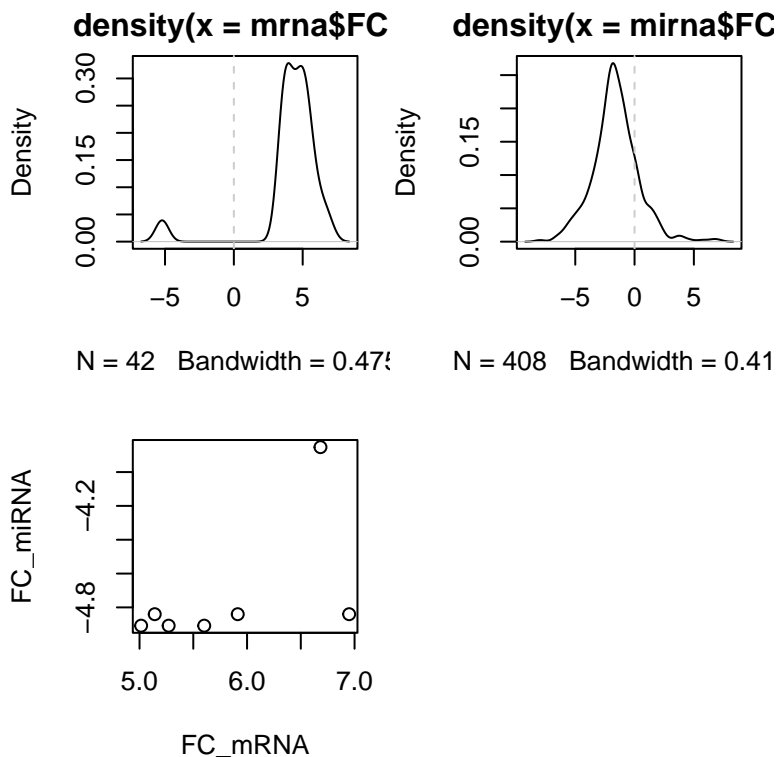 density(x = mrna$FC
Density
0.00
0.15
0.30
−5 0 5
N = 42 Bandwidth = 0.475
density(x = mirna$FC
Density
0.00
0.15
−5 0 5
N = 408 Bandwidth = 0.41
FC_miRNA
−4.8
−4.2
5.0 6.0 7.0
FC_mRNA